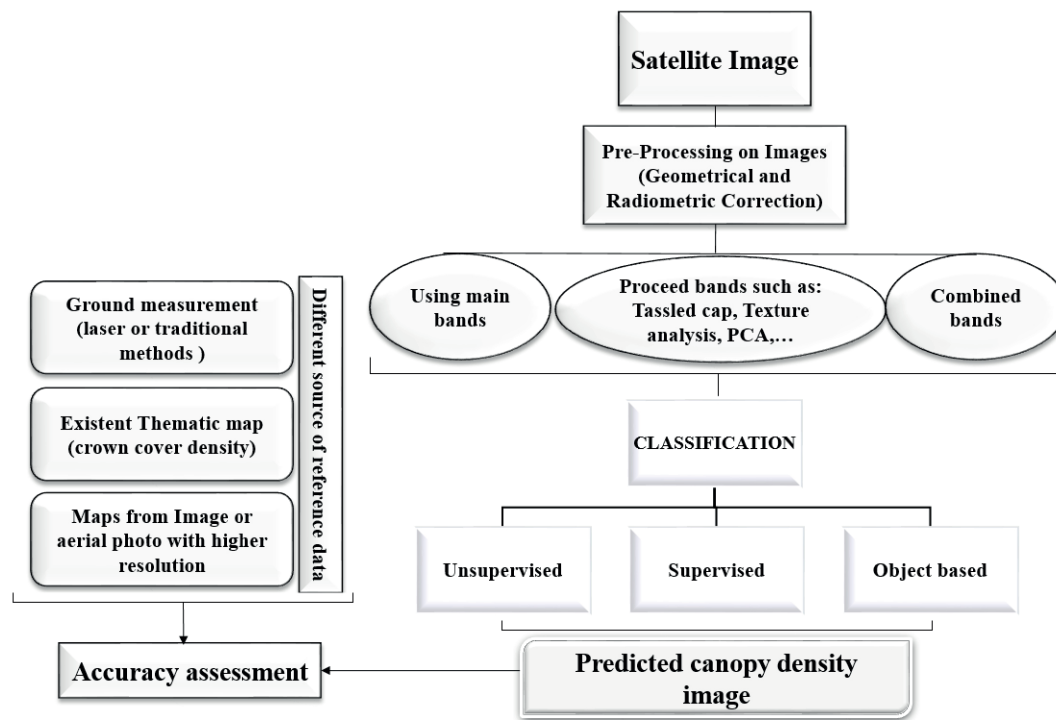 Satellite Image
Pre-Processing on Images
(Geometrical and
Radiometric Correction)
Using main
bands
Proceed bands such as:
Tassled cap, Texture
analysis, PCA,…
Combined
bands
CLASSIFICATION
Unsupervised
Supervised
Object based
Predicted canopy density
image
Ground measurement
(laser or traditional
methods )
Existent Thematic map
(crown cover density)
Maps from Image or
aerial photo with higher
resolution
Different source of reference data
Accuracy assessment